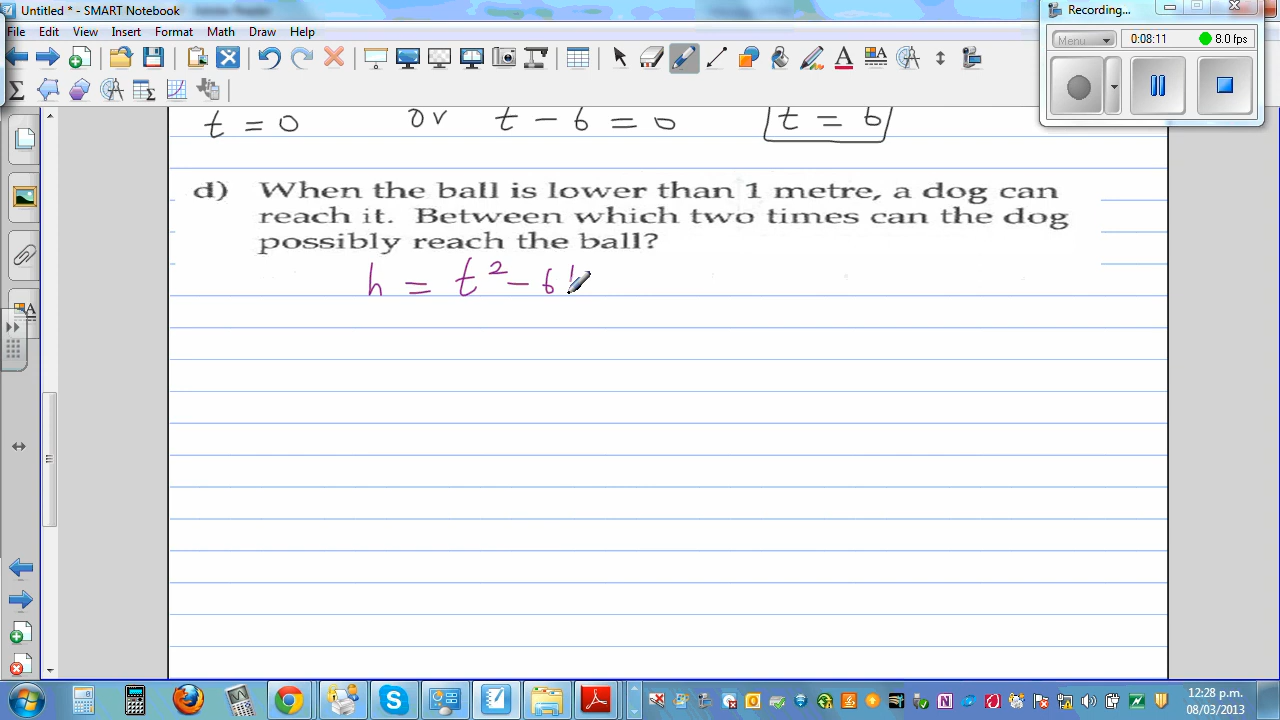 Untitled * - SMART Notebook
File Edit View Insert Format Math Draw Help
Recording...
Menu 0:08:11 8.0 fps
t = 0 or t - 6 = 0 t = 6
d) When the ball is lower than 1 metre, a dog can
reach it. Between which two times can the dog
possibly reach the ball?
h = t² - 6t
12:28 p.m.
08/03/2013